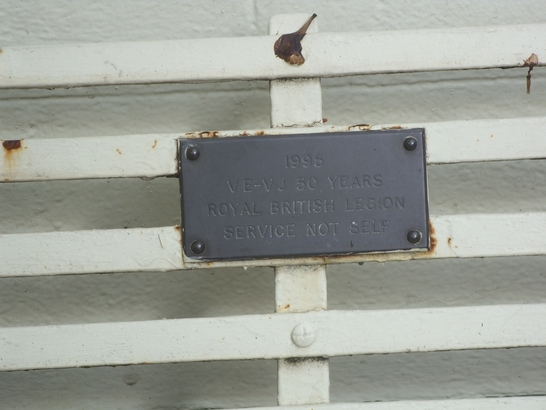 1995
VE-VJ 50 YEARS
ROYAL BRITISH LEGION
SERVICE NOT SELF